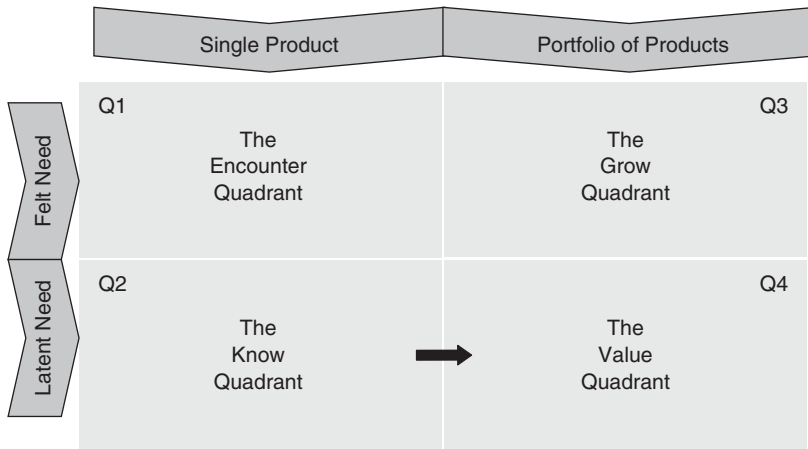 Single Product
Portfolio of Products
Felt Need
Latent Need
Q1
The
Encounter
Quadrant
Q3
The
Grow
Quadrant
Q2
The
Know
Quadrant
Q4
The
Value
Quadrant